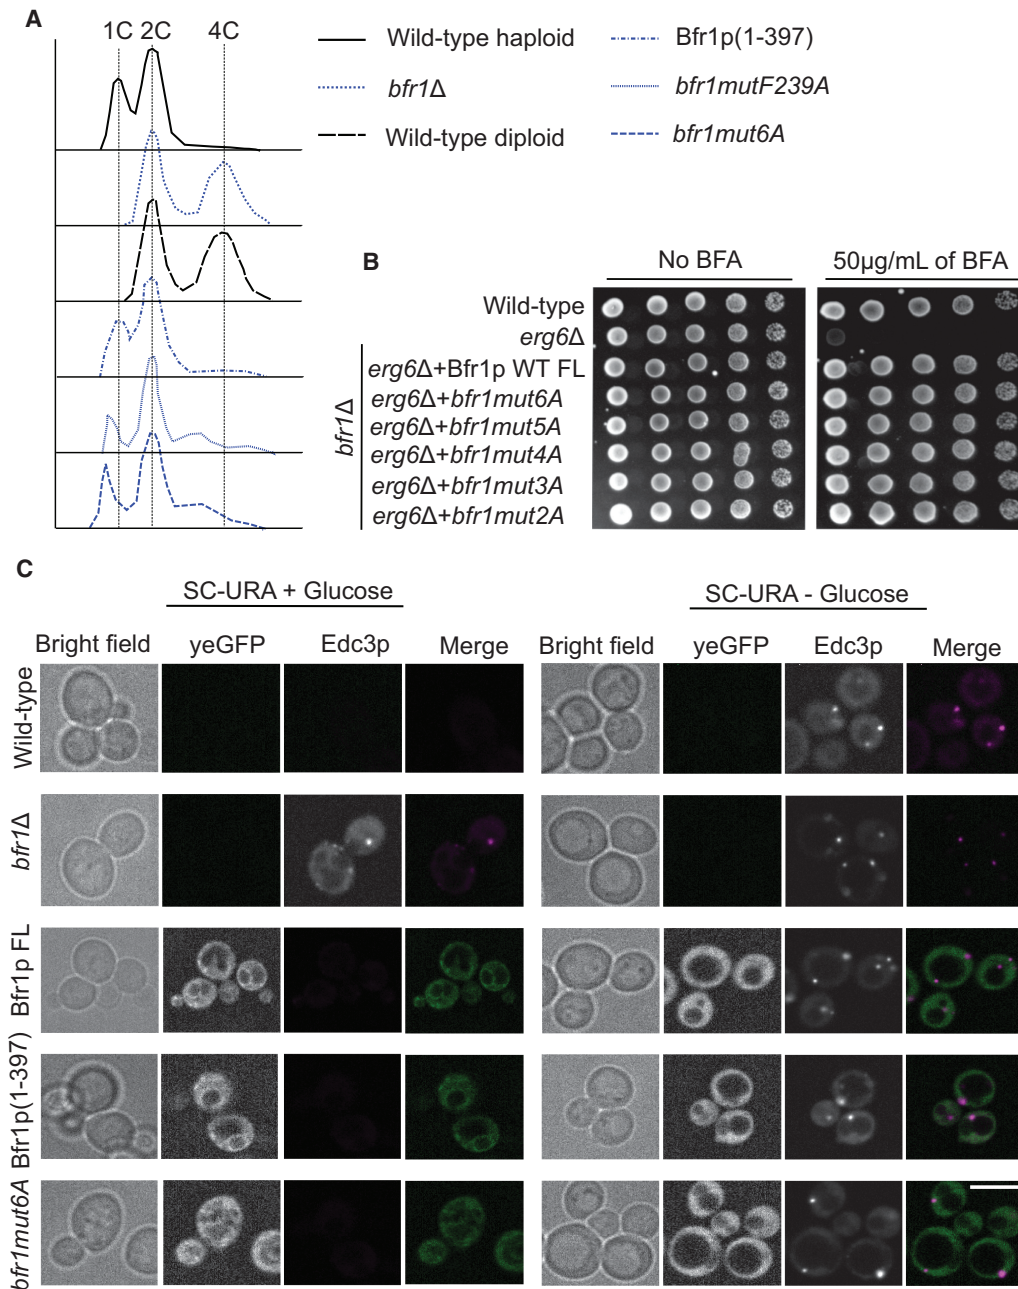 A
1C 2C 4C
Wild-type haploid
bfr1Δ
Wild-type diploid
Bfr1p(1-397)
bfr1mutF239A
bfr1mut6A
B
No BFA
50µg/mL of BFA
Wild-type
erg6Δ
bfr1Δ
erg6Δ+Bfr1p WT FL
erg6Δ+bfr1mut6A
erg6Δ+bfr1mut5A
erg6Δ+bfr1mut4A
erg6Δ+bfr1mut3A
erg6Δ+bfr1mut2A
C
SC-URA + Glucose
SC-URA - Glucose
Bright field yeGFP Edc3p Merge
Bright field yeGFP Edc3p Merge
Wild-type
bfr1Δ
Bfr1p FL
Bfr1p(1-397)
bfr1mut6A